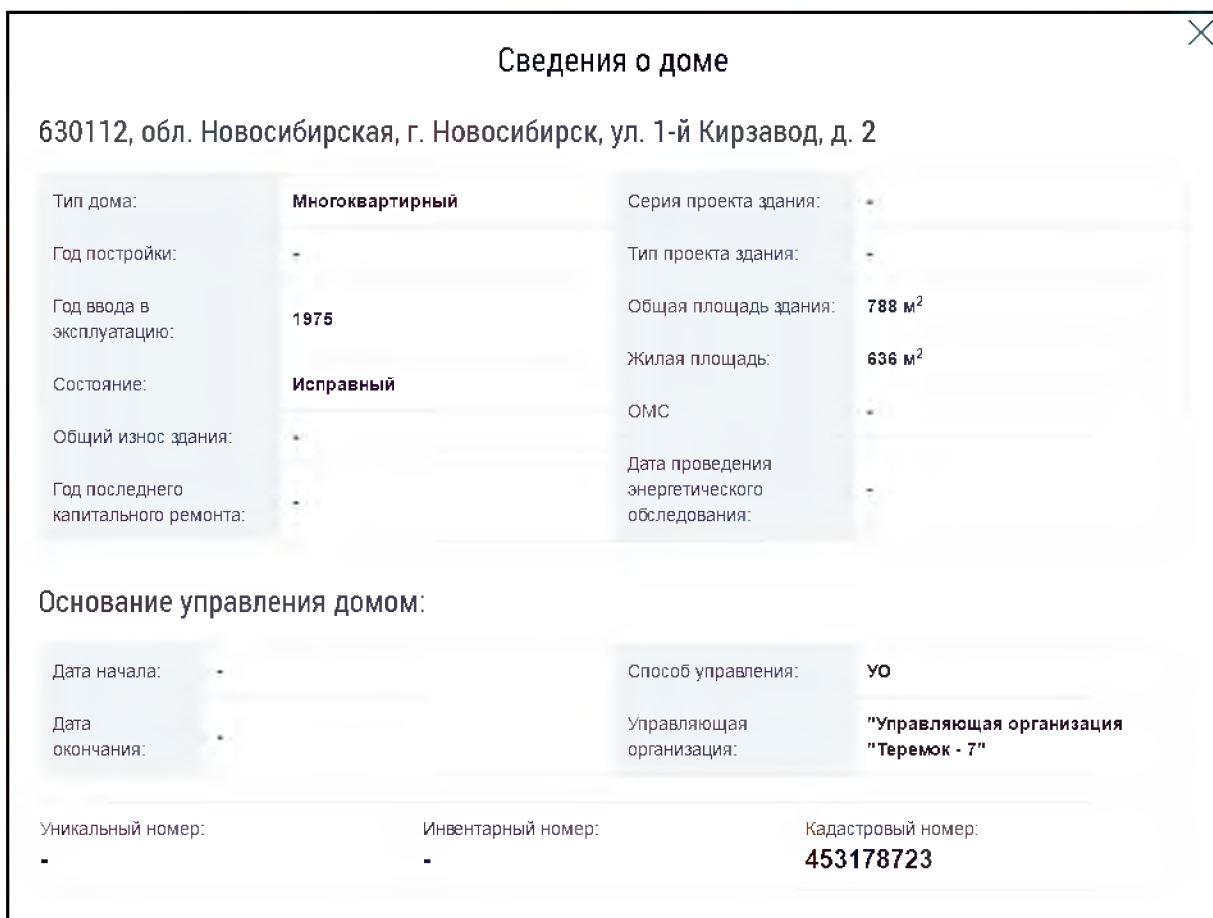 Сведения о доме
630112, обл. Новосибирская, г. Новосибирск, ул. 1-й Кирзавод, д. 2
Тип дома: Многоквартирный
Год постройки: -
Год ввода в
эксплуатацию: 1975
Состояние: Исправный
Общий износ здания: -
Год последнего
капитального ремонта: -
Серия проекта здания: -
Тип проекта здания: -
Общая площадь здания: 788 м²
Жилая площадь: 636 м²
ОМС -
Дата проведения
энергетического -
обследования:
Основание управления домом:
Дата начала: -
Дата
окончания: -
Способ управления: УО
Управляющая "Управляющая организация
организация: "Теремок - 7"
Уникальный номер: Инвентарный номер: Кадастровый номер:
- - 453178723